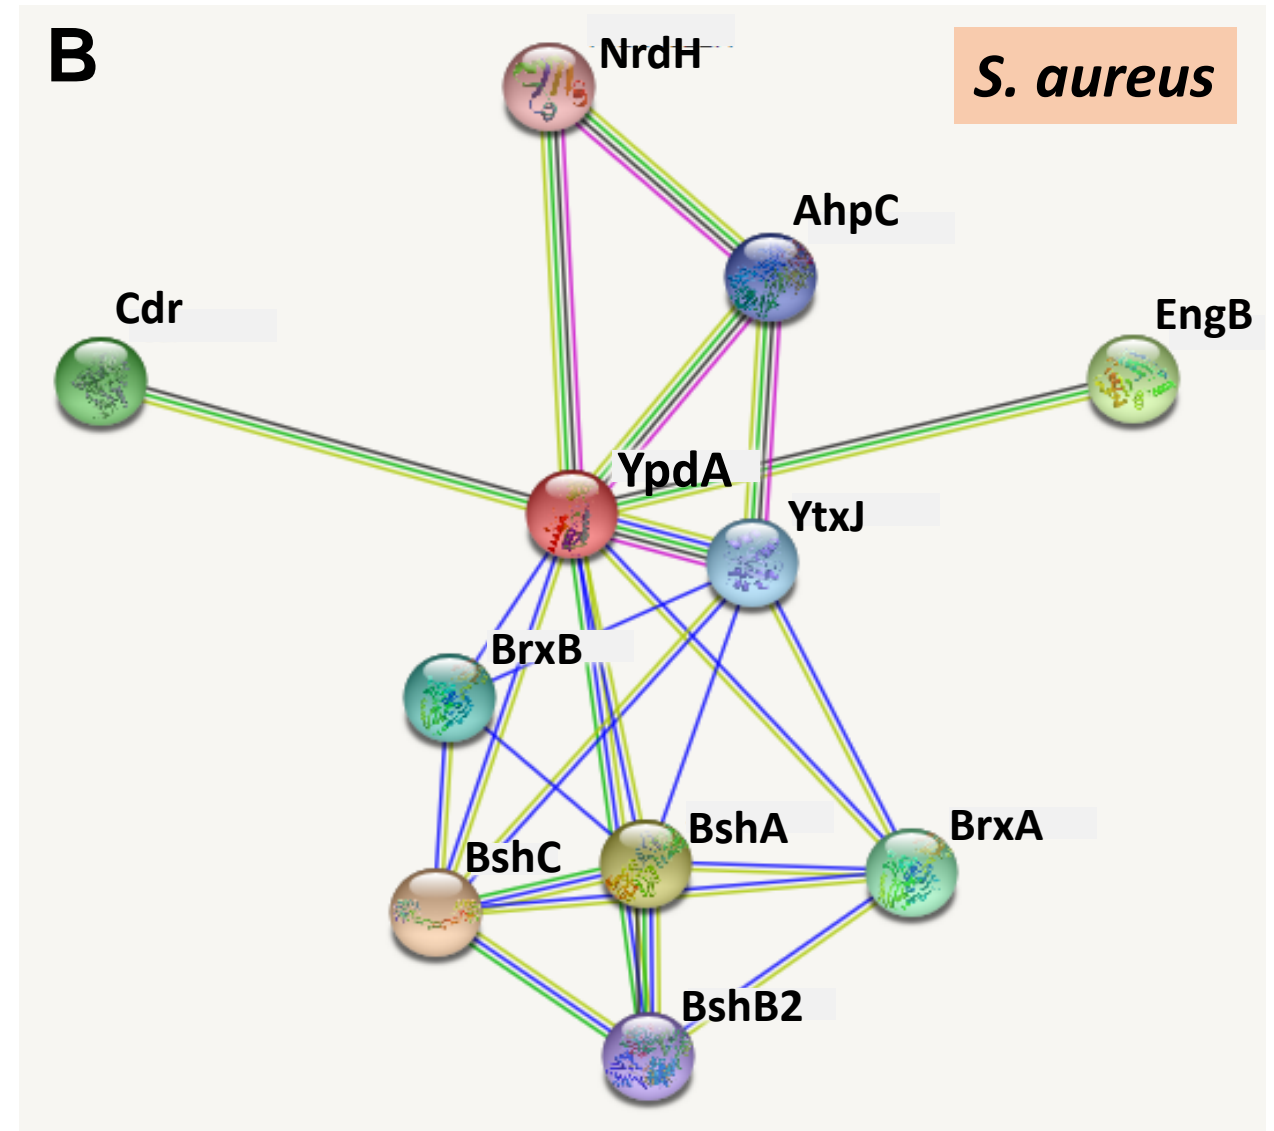 B
NrdH
S. aureus
AhpC
Cdr
EngB
YpdA
YtxJ
BrxB
BshA
BrxA
BshC
BshB2